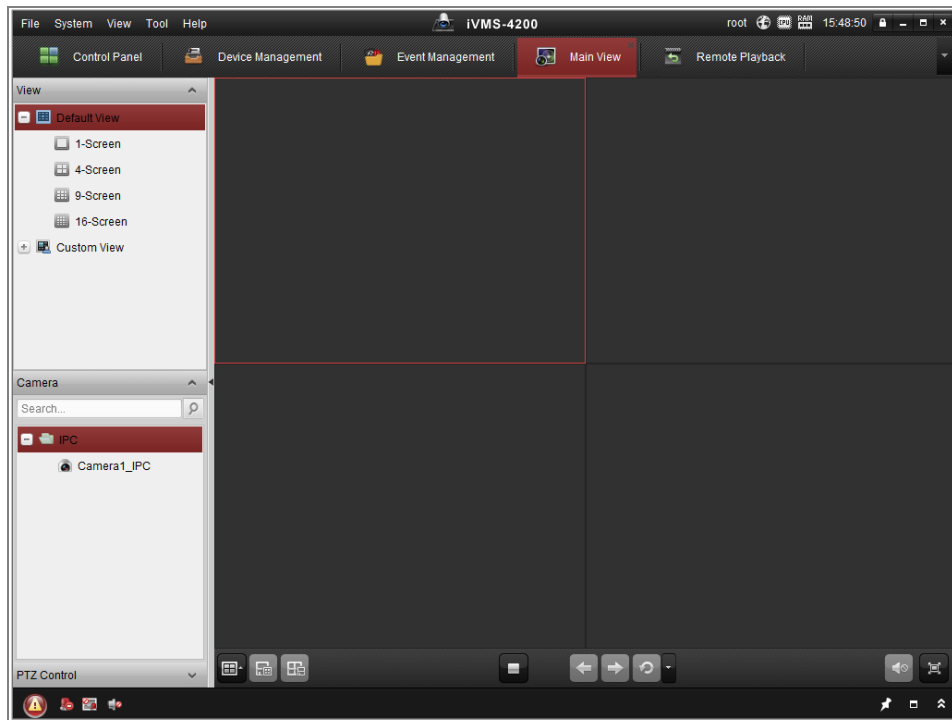 File System View Tool Help iVMS-4200 root CPU RAM 15:48:50
Control Panel Device Management Event Management Main View Remote Playback
View
Default View
1-Screen
4-Screen
9-Screen
16-Screen
Custom View
Camera
Search...
IPC
Camera1_IPC
PTZ Control